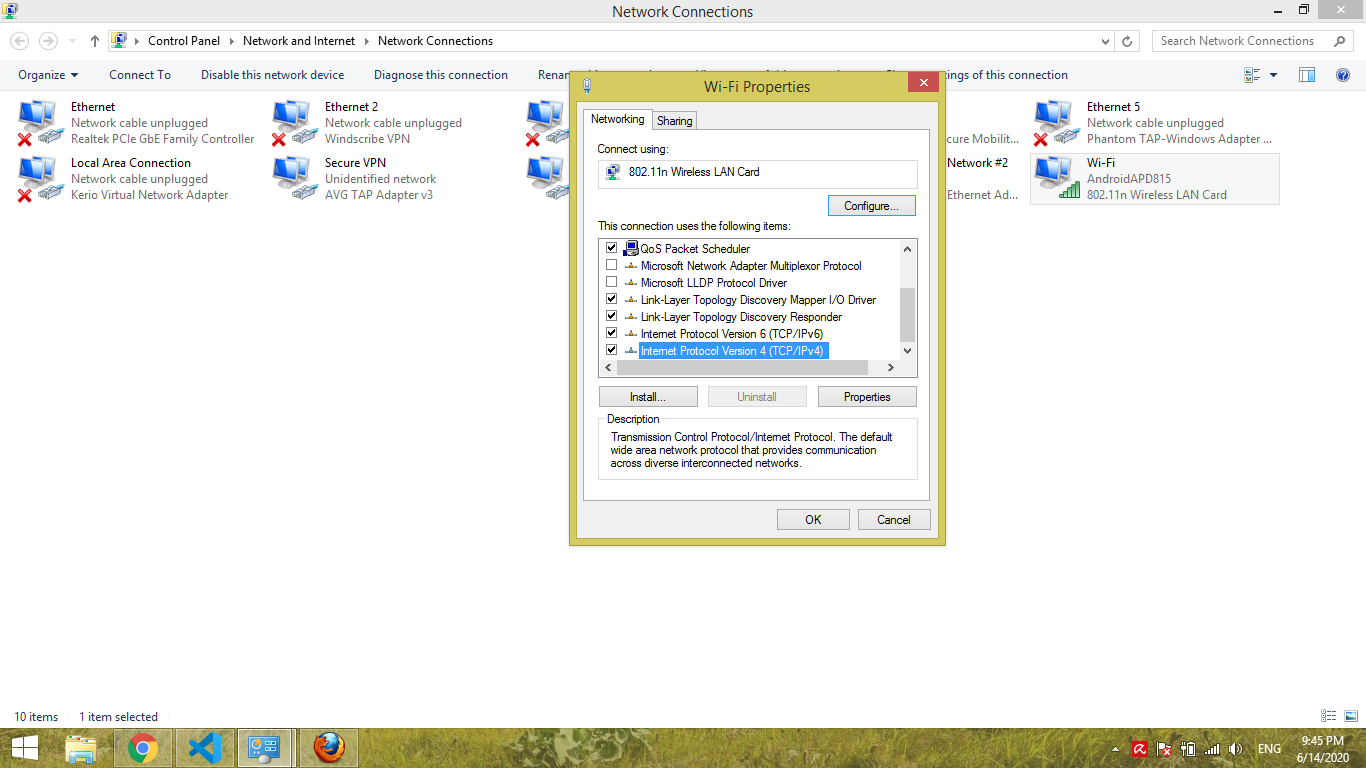 Network Connections
Control Panel
Network and Internet
Network Connections
Search Network Connections
Organize
Connect To
Disable this network device
Diagnose this connection
Renam
ings of this connection
Ethernet
Network cable unplugged
Realtek PCIe GbE Family Controller
Ethernet 2
Network cable unplugged
Windscribe VPN
cure Mobilit...
Ethernet 5
Network cable unplugged
Phantom TAP-Windows Adapter ...
Local Area Connection
Network cable unplugged
Kerio Virtual Network Adapter
Secure VPN
Unidentified network
AVG TAP Adapter v3
Network #2
Ethernet Ad...
Wi-Fi
AndroidAPD815
802.11n Wireless LAN Card
Wi-Fi Properties
Networking
Sharing
Connect using:
802.11n Wireless LAN Card
Configure...
This connection uses the following items:
QoS Packet Scheduler
Microsoft Network Adapter Multiplexor Protocol
Microsoft LLDP Protocol Driver
Link-Layer Topology Discovery Mapper I/O Driver
Link-Layer Topology Discovery Responder
Internet Protocol Version 6 (TCP/IPv6)
Internet Protocol Version 4 (TCP/IPv4)
Install...
Uninstall
Properties
Description
Transmission Control Protocol/Internet Protocol. The default
wide area network protocol that provides communication
across diverse interconnected networks.
OK
Cancel
10 items
1 item selected
ENG
9:45 PM
6/14/2020